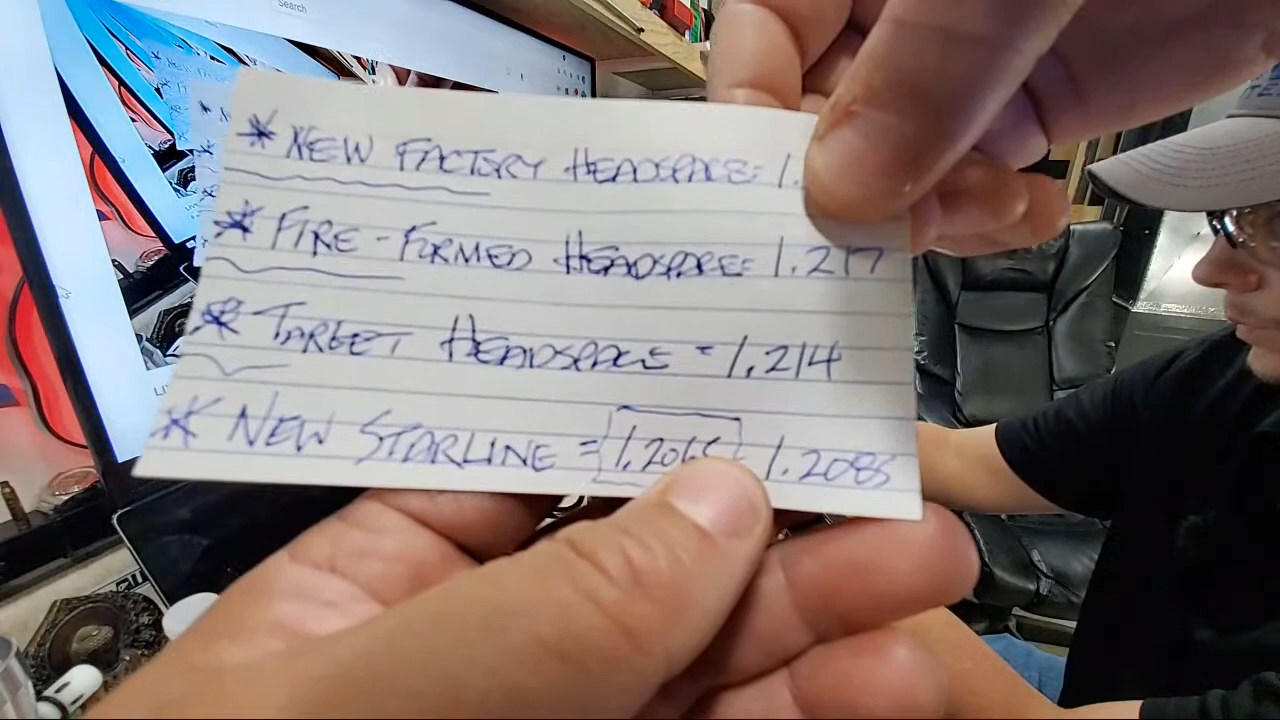 Search
* NEW FACTORY HEADSPACE = 1.
* FIRE-FORMED HEADSPACE = 1.217
* TARGET HEADSPACE = 1.214
* NEW STARLINE = 1.2065 1.2085